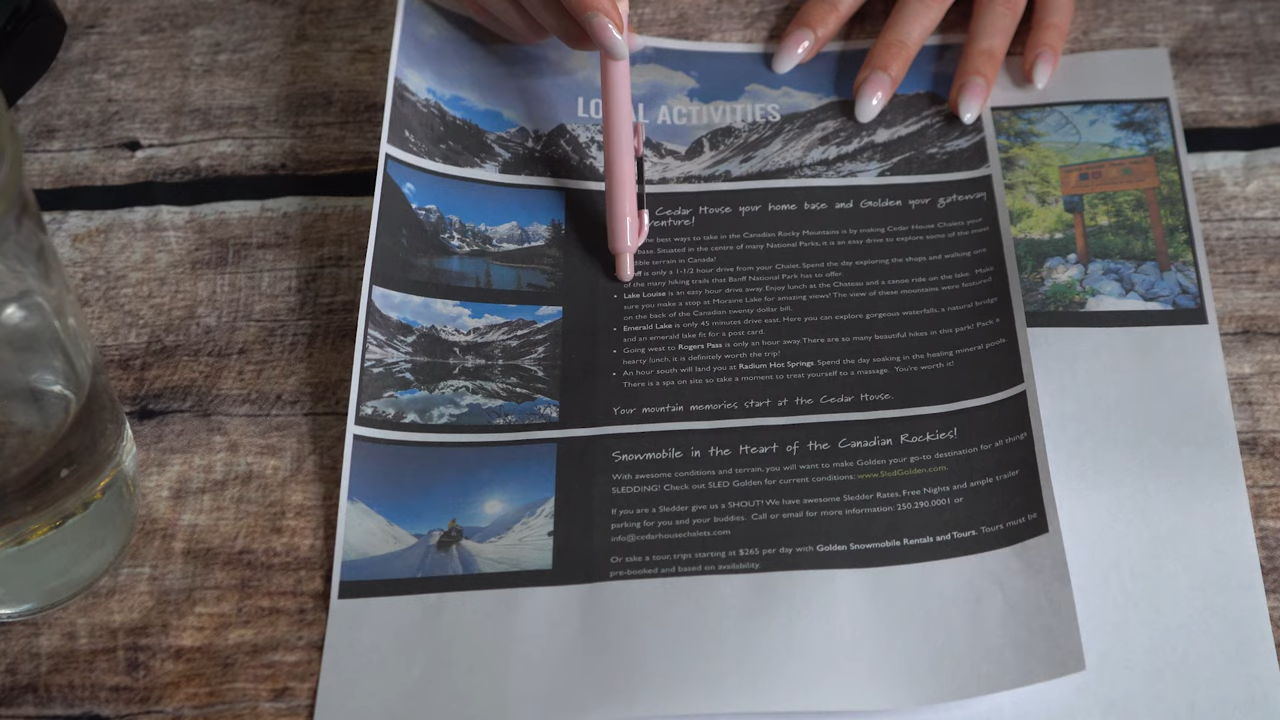 LOCAL ACTIVITIES
Cedar House your home base and Golden your gateway
best ways to take in the Canadian Rocky Mountains is by making Cedar House Chalets your
base. Situated in the centre of many National Parks, it is an easy drive to explore some of the most
dible terrain in Canada!
is only a 1-1/2 hour drive from your Chalet. Spend the day exploring the shops and walking one
of the many hiking trails that Banff National Park has to offer.
• Lake Louise is an easy hour drive away. Enjoy lunch at the Chateau and a canoe ride on the lake. Make
sure you make a stop at Moraine Lake for amazing views! The view of these mountains were featured
on the back of the Canadian twenty dollar bill.
• Emerald Lake is only 45 minutes drive east. Here you can explore gorgeous waterfalls, a natural bridge
and an emerald lake fit for a post card.
• Going west to Rogers Pass is only an hour away. There are so many beautiful hikes in this park! Pack a
hearty lunch, it is definitely worth the trip!
• An hour south will land you at Radium Hot Springs. Spend the day soaking in the healing mineral pools.
There is a spa on site so take a moment to treat yourself to a massage. You're worth it!
Your mountain memories start at the Cedar House.
Snowmobile in the Heart of the Canadian Rockies!
With awesome conditions and terrain, you will want to make Golden your go-to destination for all things
SLEDDING! Check out SLED Golden for current conditions: www.SledGolden.com.
If you are a Sledder give us a SHOUT! We have awesome Sledder Rates, Free Nights and ample trailer
parking for you and your buddies. Call or email for more information: 250.290.0001 or
info@cedarhousechalets.com
Or take a tour, trips starting at $265 per day with Golden Snowmobile Rentals and Tours. Tours must be
pre-booked and based on availability.